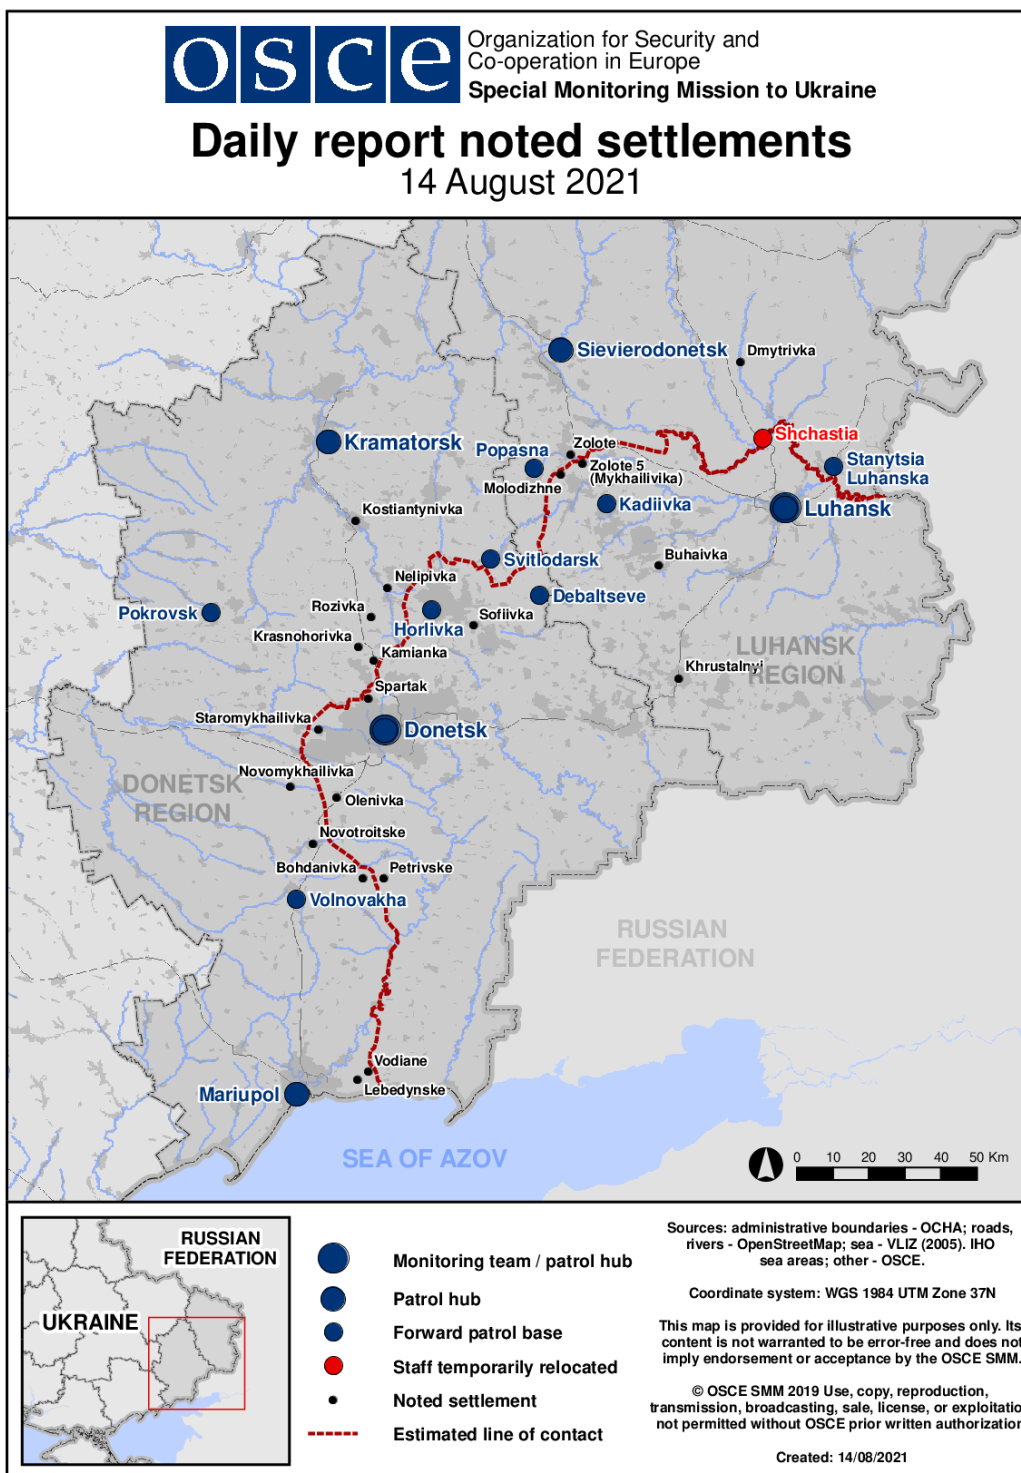 osce
Organization for Security and
Co-operation in Europe
Special Monitoring Mission to Ukraine
Daily report noted settlements
14 August 2021
Sievierodonetsk
Dmytrivka
Kramatorsk
Shchastia
Zolote
Popasna
Stanytsia
Luhanska
Zolote 5
(Mykhailivka)
Molodizhne
Kadiivka
Luhansk
Kostiantynivka
Svitlodarsk
Buhaivka
Nelipivka
Debaltseve
Rozivka
Pokrovsk
Sofiivka
Horlivka
Krasnohorivka
Kamianka
LUHANSK
REGION
Khrustalnyi
Spartak
Staromykhailivka
Donetsk
Novomykhailivka
DONETSK
REGION
Olenivka
Novotroitske
Bohdanivka
Petrivske
Volnovakha
RUSSIAN
FEDERATION
Vodiane
Lebedynske
Mariupol
SEA OF AZOV
0 10 20 30 40 50 Km
RUSSIAN
FEDERATION
UKRAINE
Monitoring team / patrol hub
Patrol hub
Forward patrol base
Staff temporarily relocated
Noted settlement
Estimated line of contact
Sources: administrative boundaries - OCHA; roads,
rivers - OpenStreetMap; sea - VLIZ (2005). IHO
sea areas; other - OSCE.
Coordinate system: WGS 1984 UTM Zone 37N
This map is provided for illustrative purposes only. Its
content is not warranted to be error-free and does not
imply endorsement or acceptance by the OSCE SMM.
© OSCE SMM 2019 Use, copy, reproduction,
transmission, broadcasting, sale, license, or exploitatio
not permitted without OSCE prior written authorization
Created: 14/08/2021